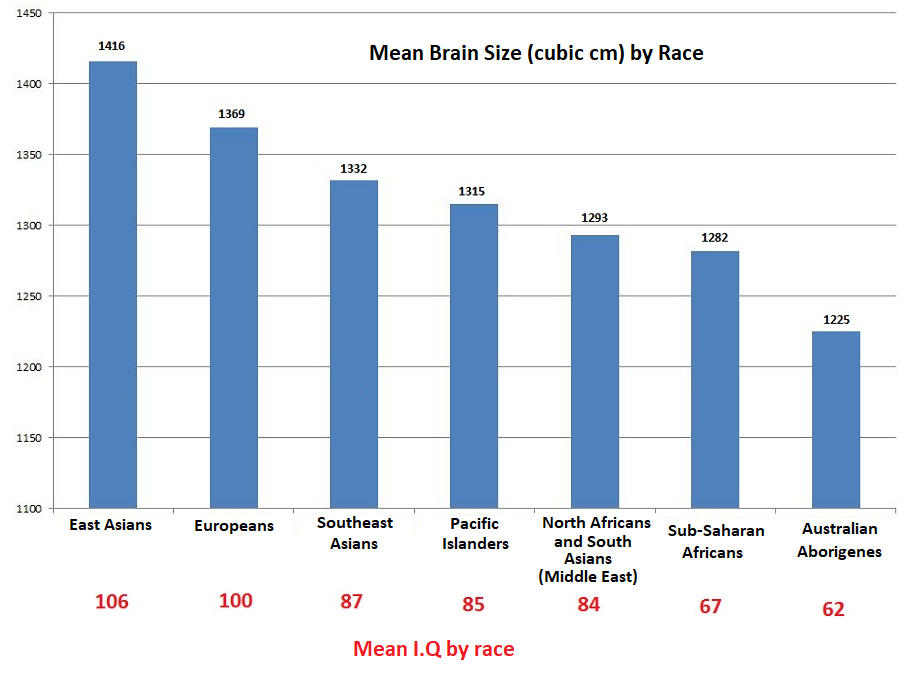 Mean Brain Size (cubic cm) by Race
1450
1400
1350
1300
1250
1200
1150
1100
1416
1369
1332
1315
1293
1282
1225
East Asians
Europeans
Southeast
Asians
Pacific
Islanders
North Africans
and South
Asians
(Middle East)
Sub-Saharan
Africans
Australian
Aborigenes
106
100
87
85
84
67
62
Mean I.Q by race